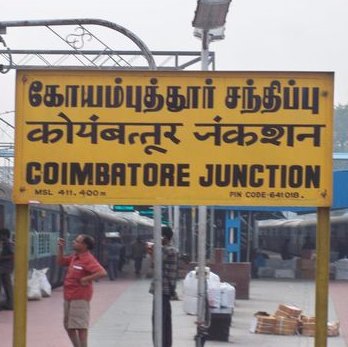 கோயம்புத்தூர் சந்திப்பு
कोयंबत्तूर जंकशन
COIMBATORE JUNCTION
MSL 411.400m PIN CODE-641018.